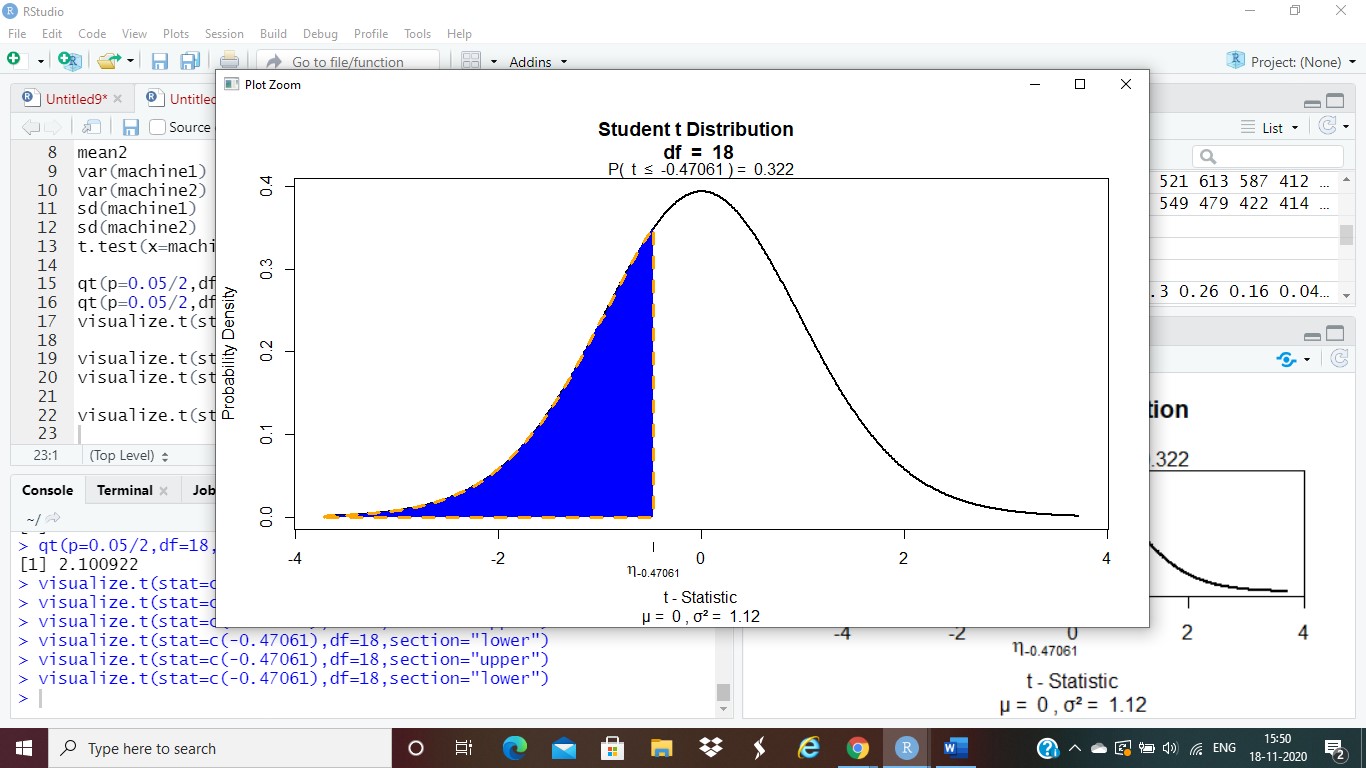 RStudio
File Edit Code View Plots Session Build Debug Profile Tools Help
Go to file/function Addins Project: (None)
Untitled9* Untitled
Source
List
8 mean2
9 var(machine1)
10 var(machine2)
11 sd(machine1)
12 sd(machine2)
13 t.test(x=machi
14
15 qt(p=0.05/2,df
16 qt(p=0.05/2,df
17 visualize.t(st
18
19 visualize.t(st
20 visualize.t(st
21
22 visualize.t(st
23
23:1 (Top Level)
Console Terminal Job
~/
> qt(p=0.05/2,df=18,
[1] 2.100922
> visualize.t(stat=c
> visualize.t(stat=c
> visualize.t(stat=c
> visualize.t(stat=c(-0.47061),df=18,section="lower")
> visualize.t(stat=c(-0.47061),df=18,section="upper")
> visualize.t(stat=c(-0.47061),df=18,section="lower")
>
Plot Zoom
Student t Distribution
df = 18
P( t ≤ -0.47061 ) = 0.322
Probability Density
0.4
0.3
0.2
0.1
0.0
-4 -2 0 2 4
η-0.47061
t - Statistic
μ = 0 , σ² = 1.12
521 613 587 412 ...
549 479 422 414 ...
.3 0.26 0.16 0.04...
tion
.322
-4 -2 0 2 4
η-0.47061
t - Statistic
μ = 0 , σ² = 1.12
Type here to search
ENG
15:50
18-11-2020
2